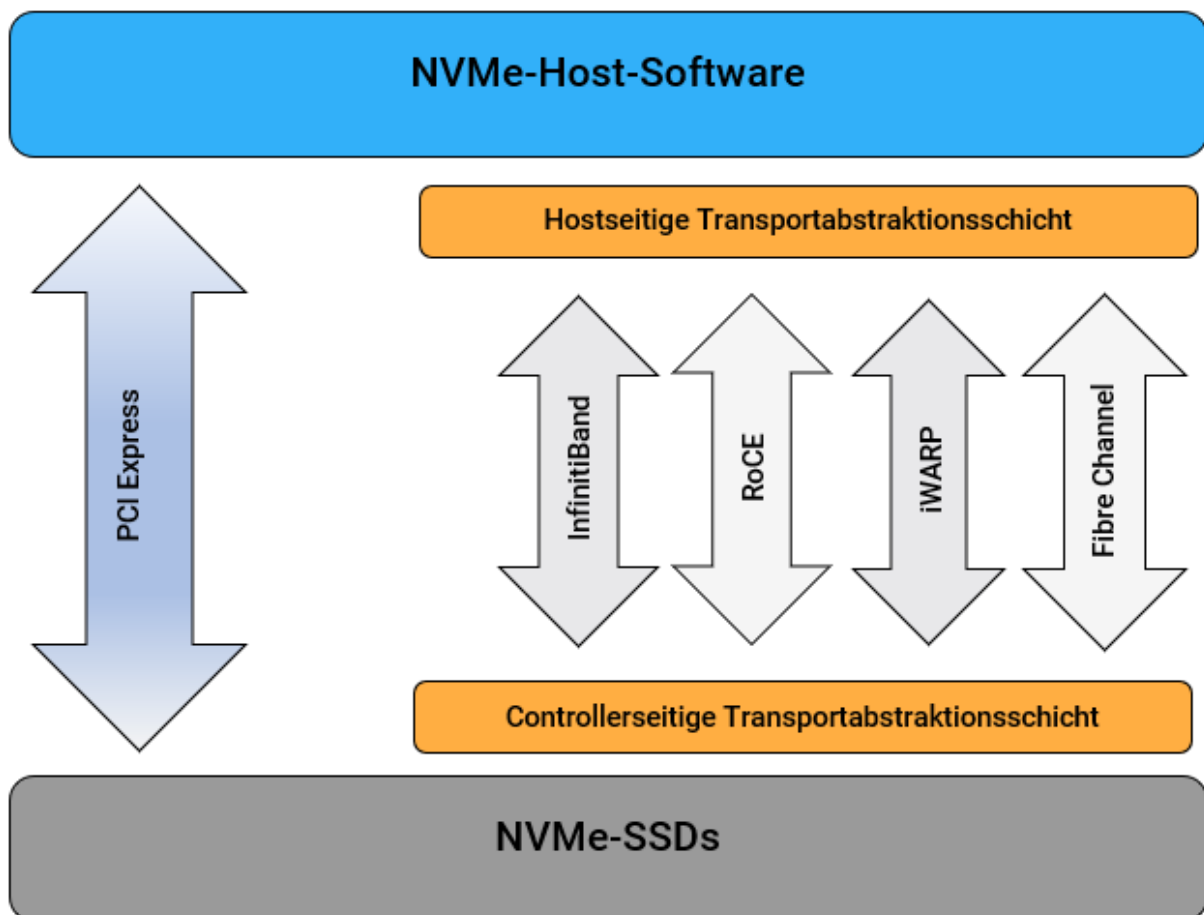 NVMe-Host-Software
Hostseitige Transportabstraktionsschicht
PCI Express
InfinitiBand
RoCE
iWARP
Fibre Channel
Controllerseitige Transportabstraktionsschicht
NVMe-SSDs